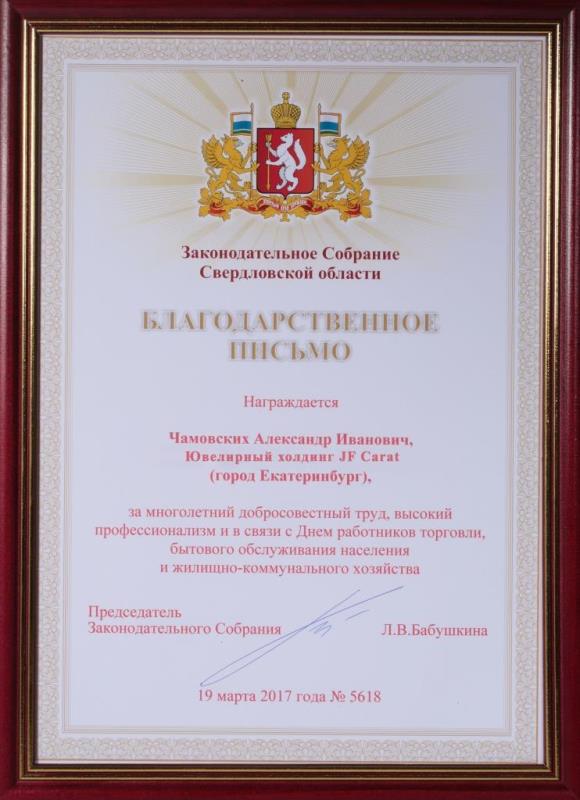 Законодательное Собрание
Свердловской области
БЛАГОДАРСТВЕННОЕ
ПИСЬМО
Награждается
Чамовских Александр Иванович,
Ювелирный холдинг JF Carat
(город Екатеринбург),
за многолетний добросовестный труд, высокий
профессионализм и в связи с Днем работников торговли,
бытового обслуживания населения
и жилищно-коммунального хозяйства
Председатель
Законодательного Собрания Л.В.Бабушкина
19 марта 2017 года № 5618